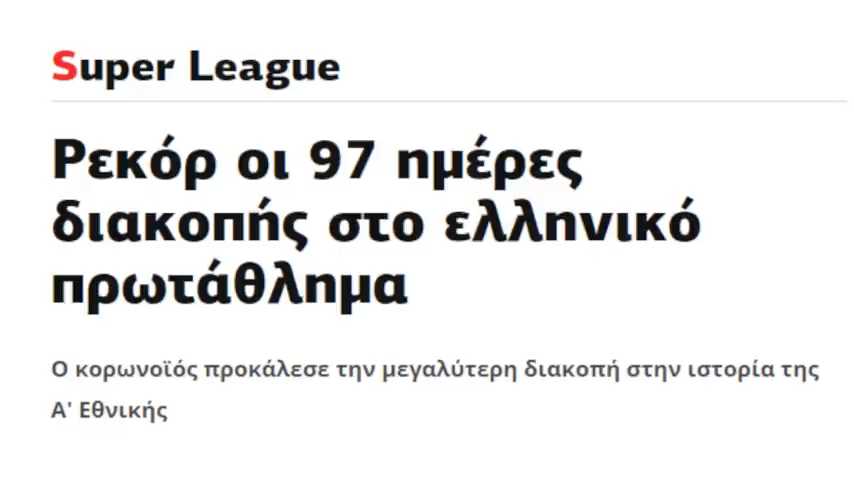 Super League
Ρεκόρ οι 97 ημέρες
διακοπής στο ελληνικό
πρωτάθλημα
Ο κορωνοϊός προκάλεσε την μεγαλύτερη διακοπή στην ιστορία της
Α' Εθνικής